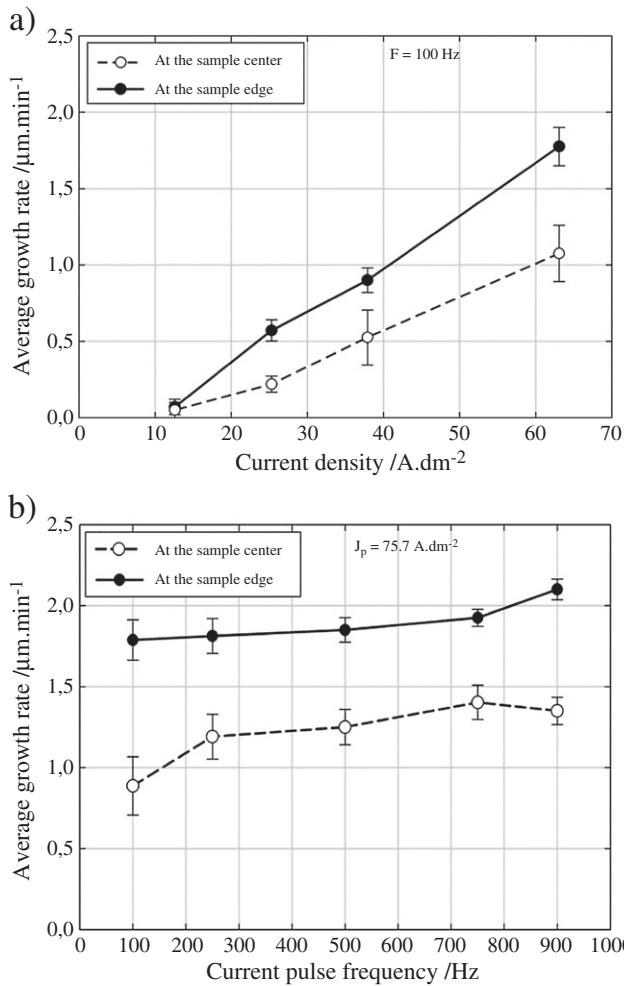 a)
2,5
2,0
1,5
1,0
0,5
0,0
Average growth rate /µm.min-1
At the sample center
At the sample edge
F = 100 Hz
0 10 20 30 40 50 60 70
Current density /A.dm-2
b)
2,5
2,0
1,5
1,0
0,5
0,0
Average growth rate /µm.min-1
At the sample center
At the sample edge
Jp = 75.7 A.dm-2
0 100 200 300 400 500 600 700 800 900 1000
Current pulse frequency /Hz